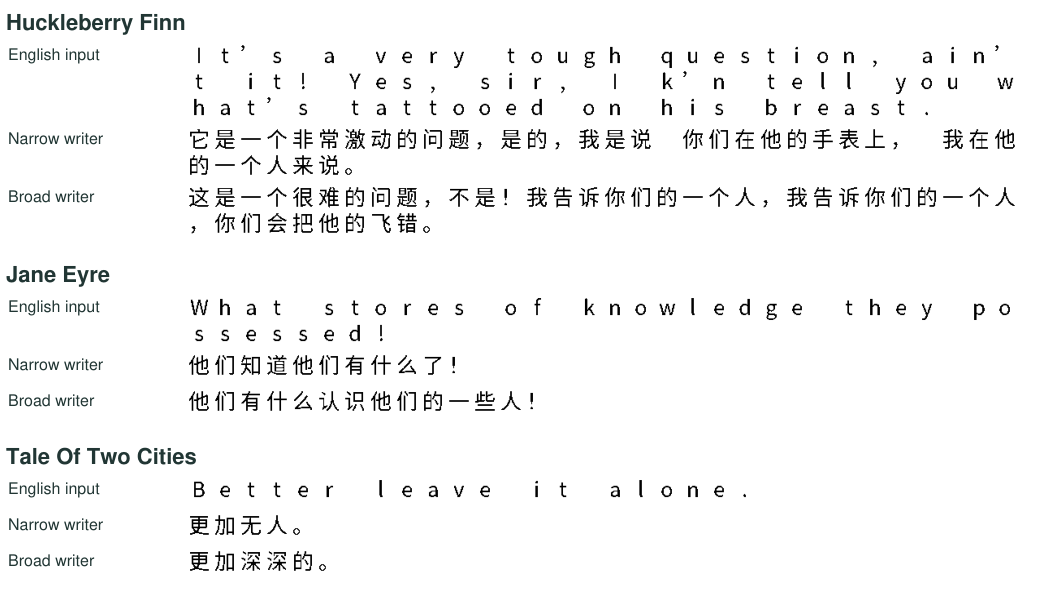 Huckleberry Finn
English input
It's a very tough question, ain'
t it! Yes, sir, I k'n tell you w
hat's tattooed on his breast.
Narrow writer
它是一个非常激动的问题，是的，我是说　你们在他的手表上，　我在他
的一个人来说。
Broad writer
这是一个很难的问题，不是！我告诉你们的一个人，我告诉你们的一个人
，你们会把他的飞错。
Jane Eyre
English input
What stores of knowledge they po
ssessed!
Narrow writer
他们知道他们有什么了！
Broad writer
他们有什么认识他们的一些人！
Tale Of Two Cities
English input
Better leave it alone.
Narrow writer
更加无人。
Broad writer
更加深深的。